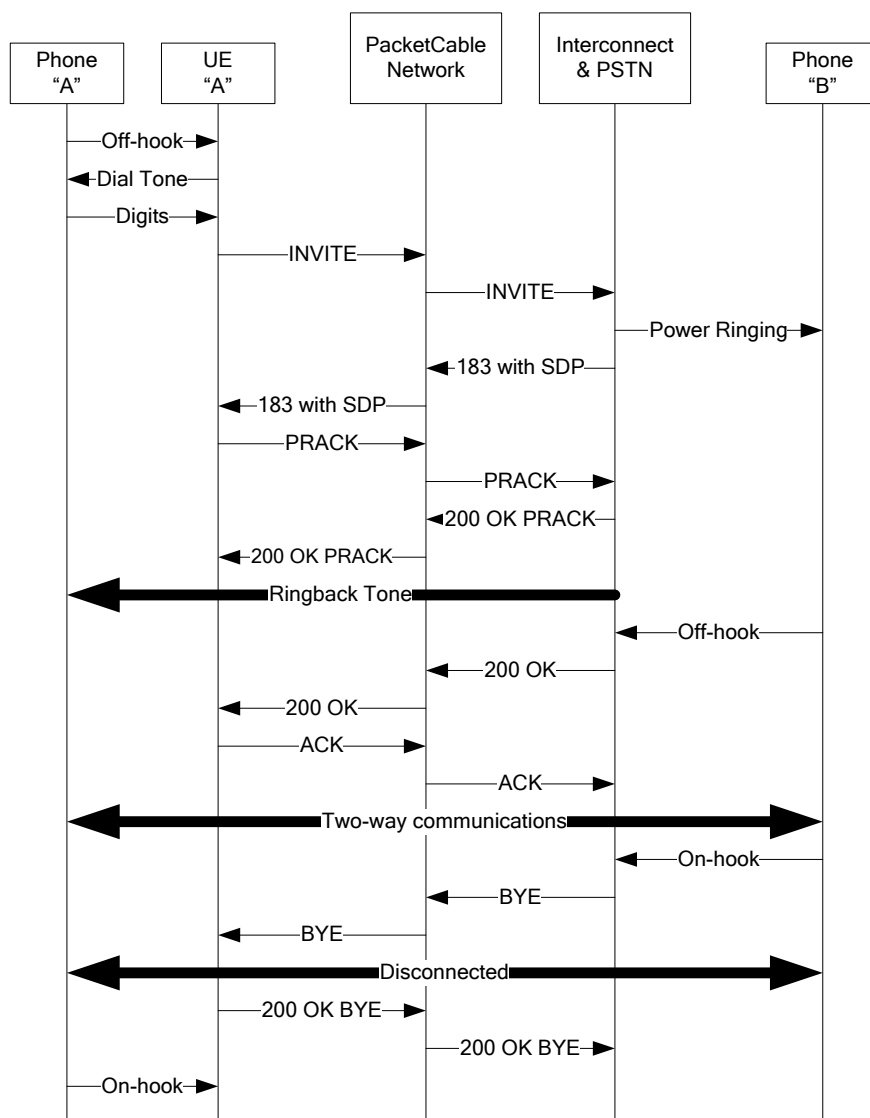 Phone
“A”
UE
“A”
PacketCable
Network
Interconnect
& PSTN
Phone
“B”
Off-hook
Dial Tone
Digits
INVITE
INVITE
Power Ringing
183 with SDP
183 with SDP
PRACK
PRACK
200 OK PRACK
200 OK PRACK
Ringback Tone
Off-hook
200 OK
200 OK
ACK
ACK
Two-way communications
On-hook
BYE
BYE
Disconnected
200 OK BYE
200 OK BYE
On-hook